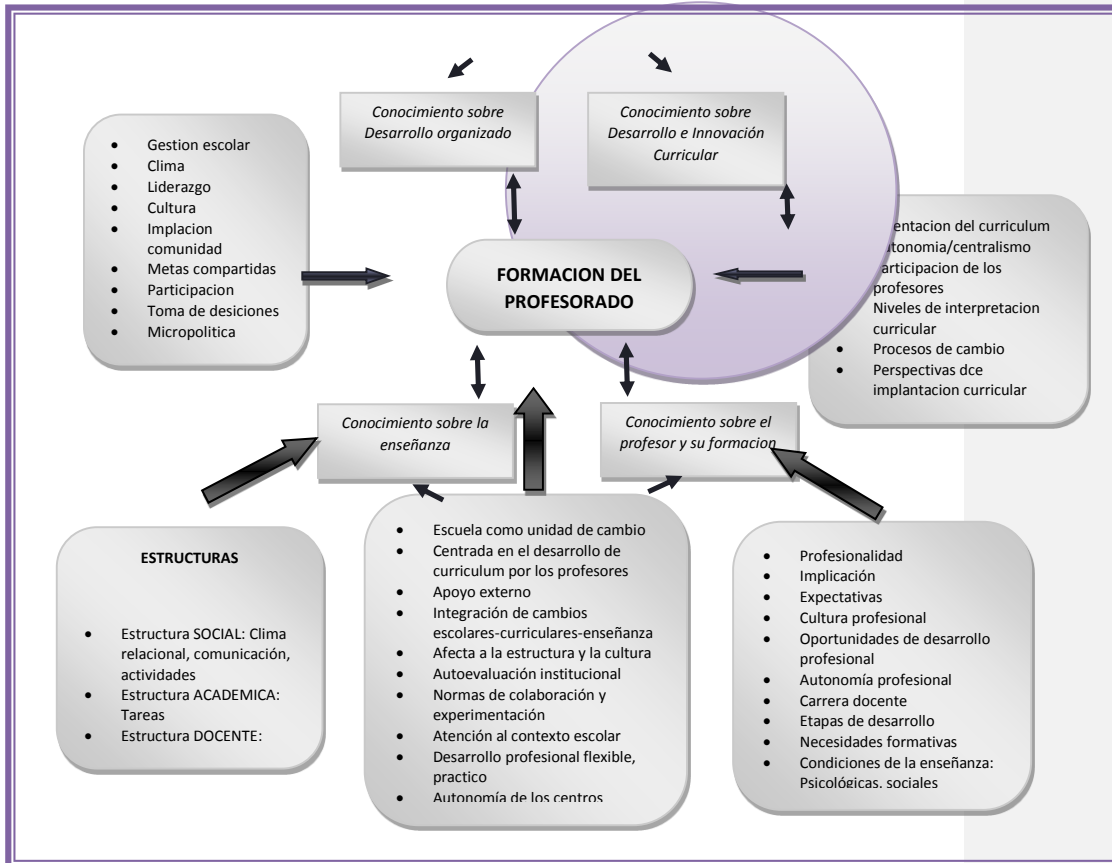 Conocimiento sobre
Desarrollo organizado
Conocimiento sobre
Desarrollo e Innovación
Curricular
• Gestion escolar
• Clima
• Liderazgo
• Cultura
• Implacion
comunidad
• Metas compartidas
• Participacion
• Toma de desiciones
• Micropolitica
FORMACION DEL
PROFESORADO
del curriculum
/centralismo
de los
profesores
Niveles de interpretacion
curricular
• Procesos de cambio
• Perspectivas dce
implantacion curricular
Conocimiento sobre la
enseñanza
Conocimiento sobre el
profesor y su formacion
ESTRUCTURAS
• Estructura SOCIAL: Clima
relacional, comunicación,
actividades
• Estructura ACADEMICA:
Tareas
• Estructura DOCENTE:
• Escuela como unidad de cambio
• Centrada en el desarrollo de
curriculum por los profesores
• Apoyo externo
• Integración de cambios
escolares-curriculares-enseñanza
• Afecta a la estructura y la cultura
• Autoevaluación institucional
• Normas de colaboración y
experimentación
• Atención al contexto escolar
• Desarrollo profesional flexible,
practico
• Autonomía de los centros
• Profesionalidad
• Implicación
• Expectativas
• Cultura profesional
• Oportunidades de desarrollo
profesional
• Autonomía profesional
• Carrera docente
• Etapas de desarrollo
• Necesidades formativas
• Condiciones de la enseñanza:
Psicológicas, sociales